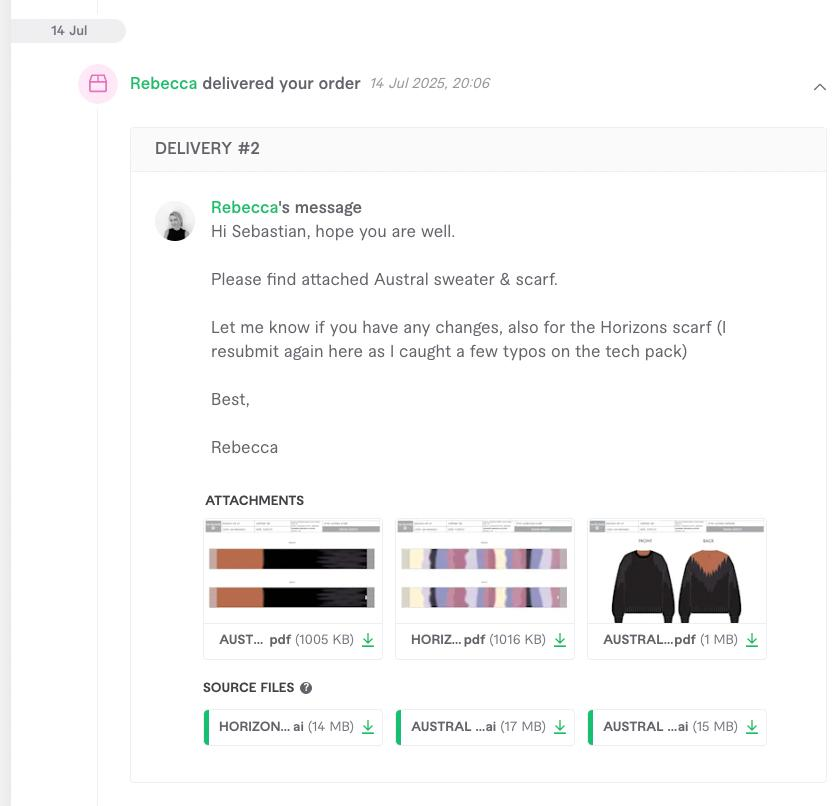 14 Jul
Rebecca delivered your order 14 Jul 2025, 20:06
DELIVERY #2
Rebecca's message
Hi Sebastian, hope you are well.
Please find attached Austral sweater & scarf.
Let me know if you have any changes, also for the Horizons scarf (I
resubmit again here as I caught a few typos on the tech pack)
Best,
Rebecca
ATTACHMENTS
FRONT
BACK
AUST... pdf (1005 KB)
HORIZ...pdf (1016 KB)
AUSTRAL...pdf (1 MB)
SOURCE FILES ?
HORIZON... ai (14 MB)
AUSTRAL ...ai (17 MB)
AUSTRAL ...ai (15 MB)